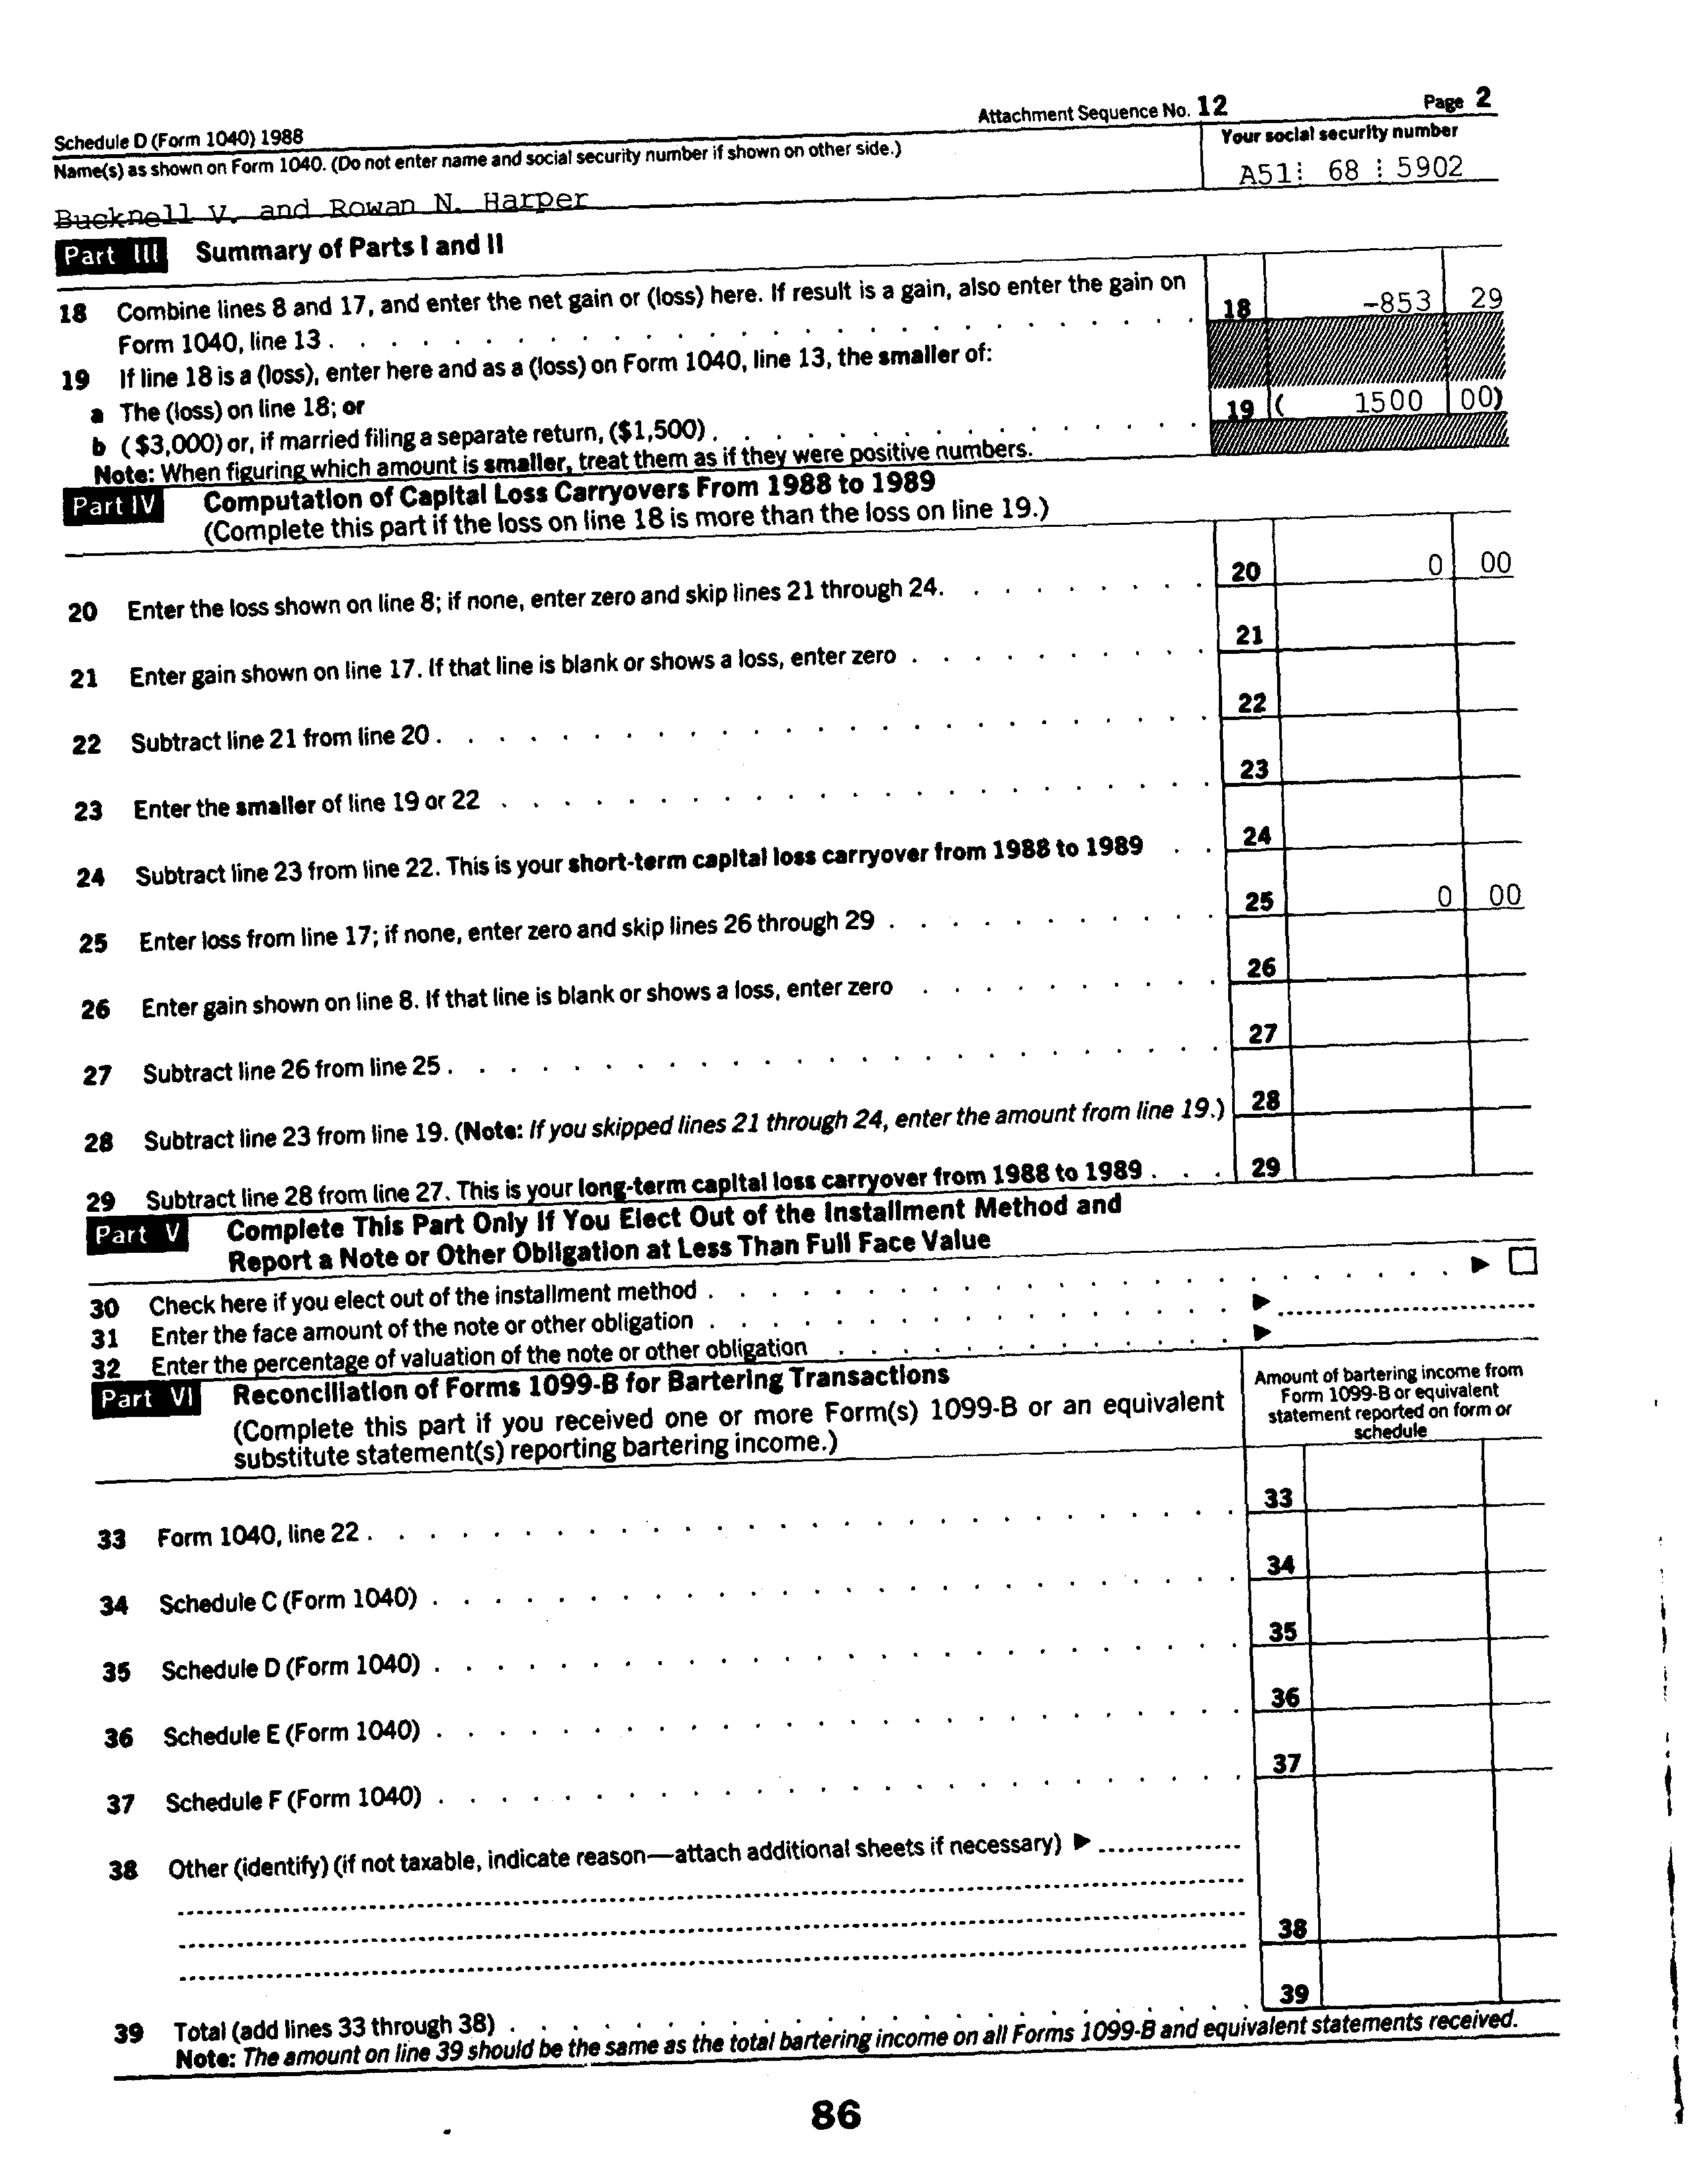 Schedule D (Form 1040) 1988 Attachment Sequence No. 12 Page 2
Name(s) as shown on Form 1040. (Do not enter name and social security number if shown on other side.) Your social security number
Bucknell V. and Rowan N. Harper A51 68 5902
Part III Summary of Parts I and II
18 Combine lines 8 and 17, and enter the net gain or (loss) here. If result is a gain, also enter the gain on
Form 1040, line 13 . . . 18 -853 29
19 If line 18 is a (loss), enter here and as a (loss) on Form 1040, line 13, the smaller of:
a The (loss) on line 18; or
b ($3,000) or, if married filing a separate return, ($1,500) . . . 19 ( 1500 00)
Note: When figuring which amount is smaller, treat them as if they were positive numbers.
Part IV Computation of Capital Loss Carryovers From 1988 to 1989
(Complete this part if the loss on line 18 is more than the loss on line 19.)
20 Enter the loss shown on line 8; if none, enter zero and skip lines 21 through 24. . . . 20 0 00
21 Enter gain shown on line 17. If that line is blank or shows a loss, enter zero . . . 21
22 Subtract line 21 from line 20 . . . 22
23 Enter the smaller of line 19 or 22 . . . 23
24 Subtract line 23 from line 22. This is your short-term capital loss carryover from 1988 to 1989 . . 24
25 Enter loss from line 17; if none, enter zero and skip lines 26 through 29 . . . 25 0 00
26 Enter gain shown on line 8. If that line is blank or shows a loss, enter zero . . . 26
27 Subtract line 26 from line 25 . . . 27
28 Subtract line 23 from line 19. (Note: If you skipped lines 21 through 24, enter the amount from line 19.) 28
29 Subtract line 28 from line 27. This is your long-term capital loss carryover from 1988 to 1989 . . . 29
Part V Complete This Part Only If You Elect Out of the Installment Method and
Report a Note or Other Obligation at Less Than Full Face Value
30 Check here if you elect out of the installment method . . . ▶ ☐
31 Enter the face amount of the note or other obligation . . . ▶
32 Enter the percentage of valuation of the note or other obligation . . . ▶
Part VI Reconciliation of Forms 1099-B for Bartering Transactions
(Complete this part if you received one or more Form(s) 1099-B or an equivalent
substitute statement(s) reporting bartering income.)
Amount of bartering income from
Form 1099-B or equivalent
statement reported on form or
schedule
33 Form 1040, line 22 . . . 33
34 Schedule C (Form 1040) . . . 34
35 Schedule D (Form 1040) . . . 35
36 Schedule E (Form 1040) . . . 36
37 Schedule F (Form 1040) . . . 37
38 Other (identify) (if not taxable, indicate reason—attach additional sheets if necessary) ▶
38
39 Total (add lines 33 through 38) . . . 39
Note: The amount on line 39 should be the same as the total bartering income on all Forms 1099-B and equivalent statements received.
86